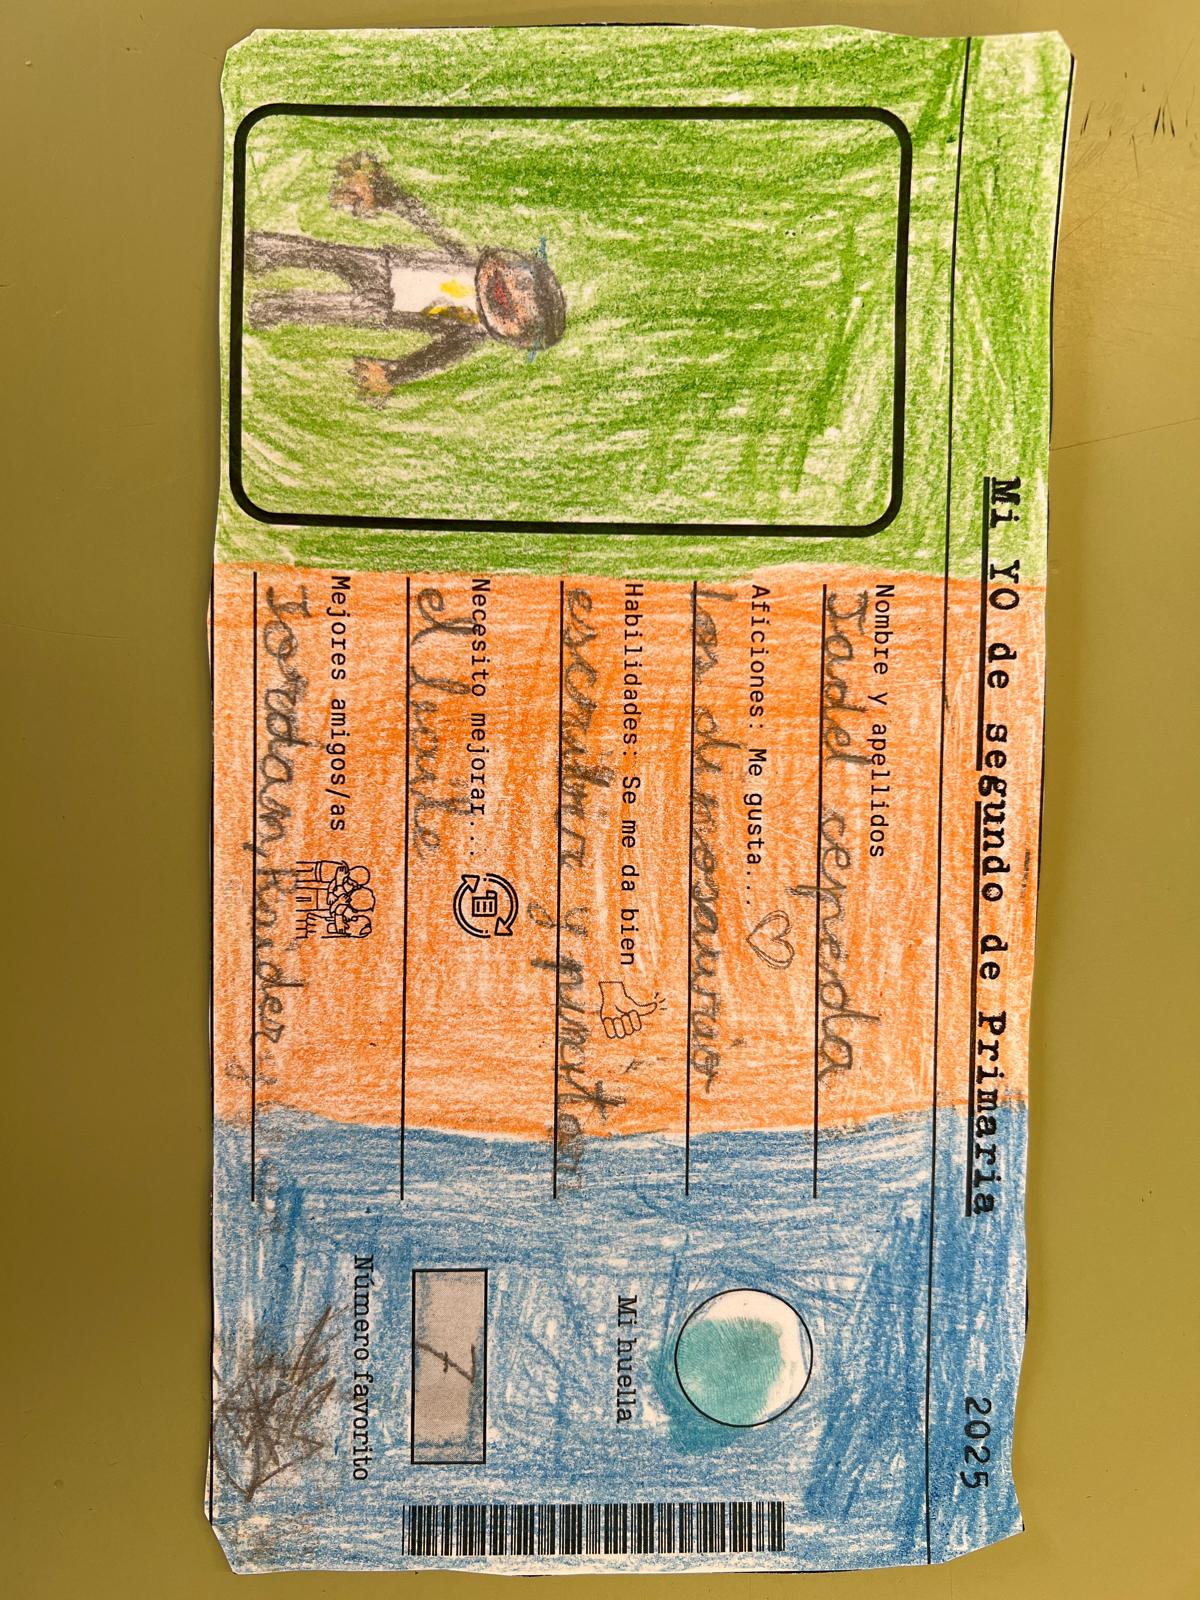 Mi YO de segundo de Primaria
2025
Nombre y apellidos
Jadel cepeda
Aficiones: Me gusta...
los dinosaurio
Habilidades: Se me da bien
escribir y pintar
Necesito mejorar...
el baile
Mejores amigos/as
Jordan, Kaider y
Mi huella
7
Número favorito